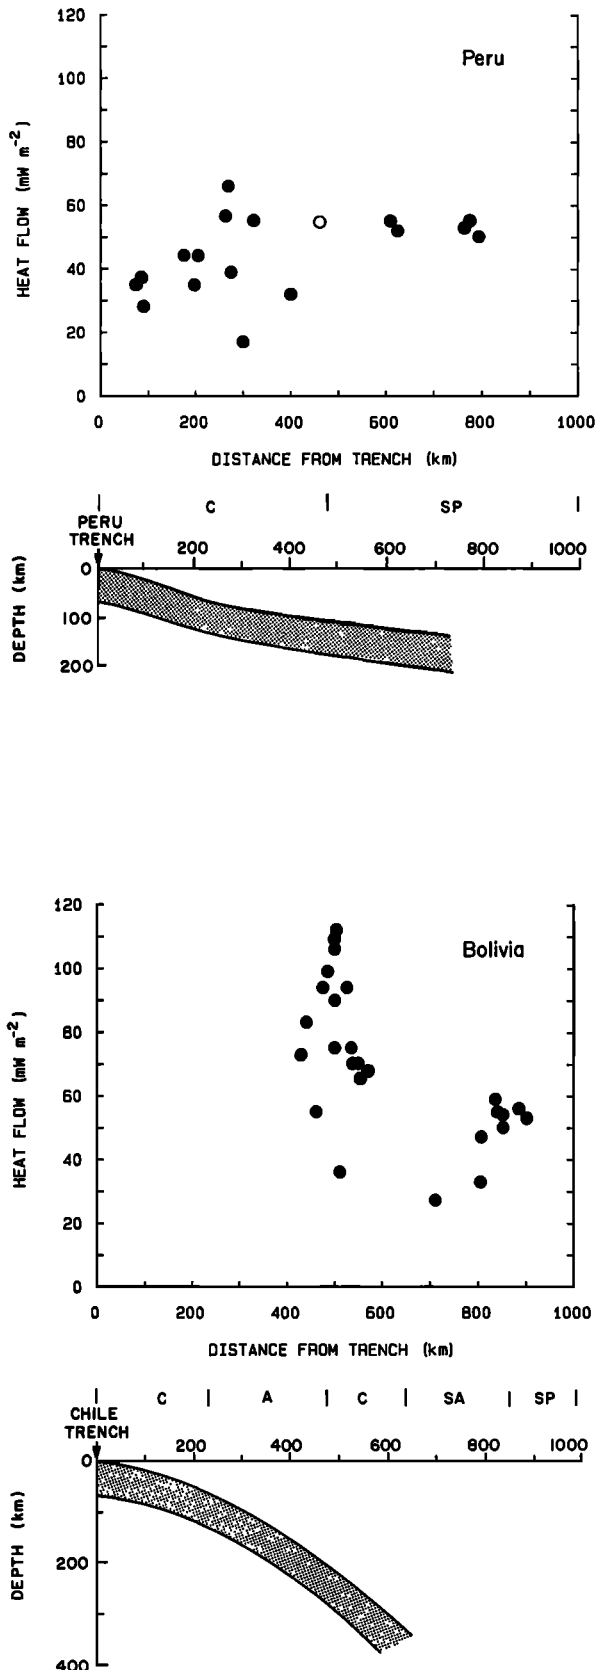 120
Peru
100
80
60
40
20
0
HEAT FLOW (mW m⁻²)
0 200 400 600 800 1000
DISTANCE FROM TRENCH (km)
C SP
PERU
TRENCH
200 400 600 800 1000
0
100
200
DEPTH (km)
120
Bolivia
100
80
60
40
20
0
HEAT FLOW (mW m⁻²)
0 200 400 600 800 1000
DISTANCE FROM TRENCH (km)
C A C SA SP
CHILE
TRENCH
200 400 600 800 1000
0
200
400
DEPTH (km)